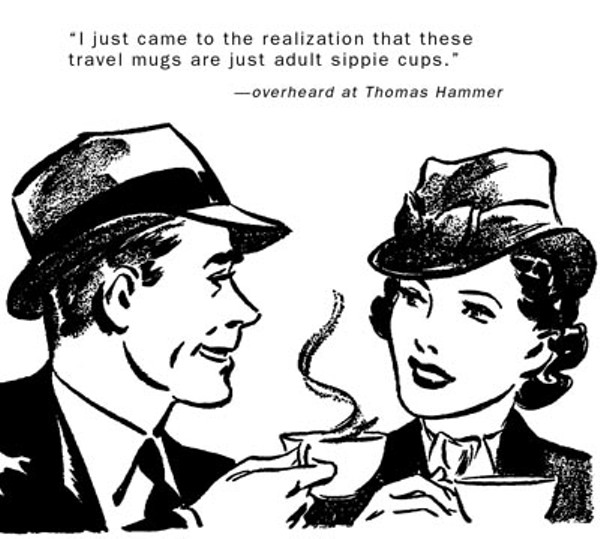 “I just came to the realization that these
travel mugs are just adult sippie cups.”
—overheard at Thomas Hammer